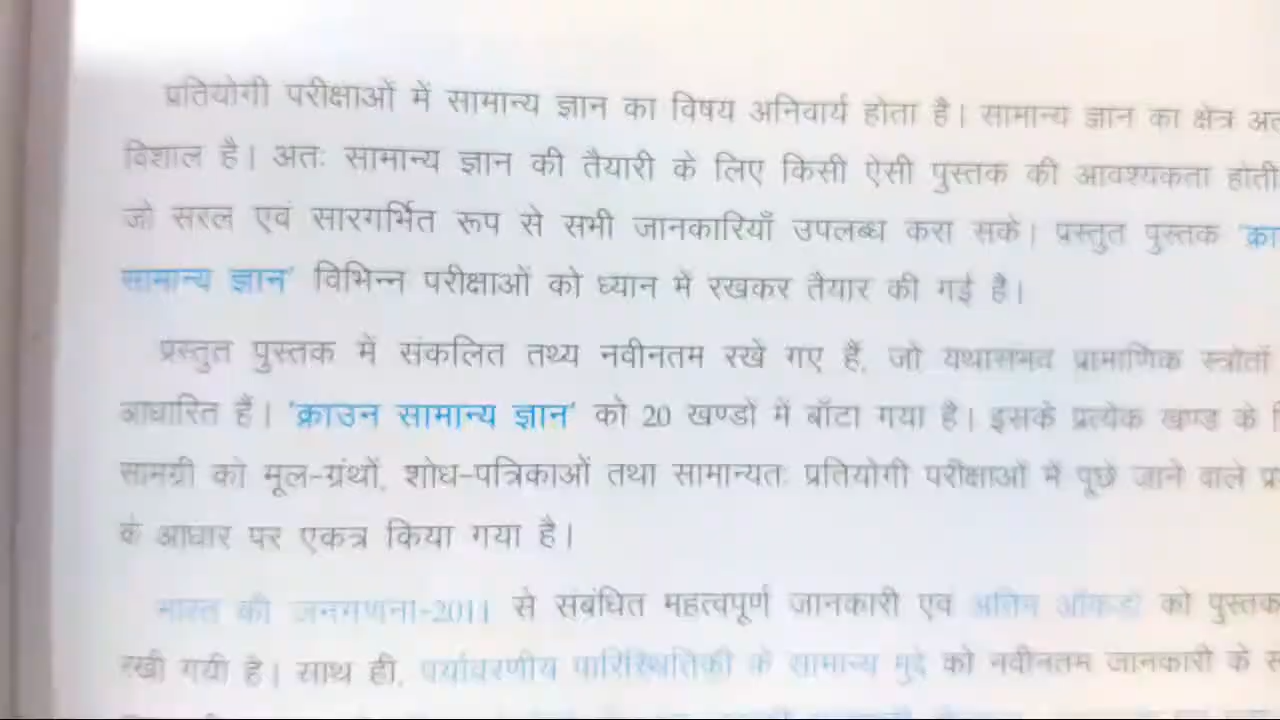 प्रतियोगी परीक्षाओं में सामान्य ज्ञान का विषय अनिवार्य होता है। सामान्य ज्ञान का क्षेत्र
विशाल है। अतः सामान्य ज्ञान की तैयारी के लिए किसी ऐसी पुस्तक की आवश्यकता होती
जो सरल एवं सारगर्भित रूप से सभी जानकारियाँ उपलब्ध करा सके। प्रस्तुत पुस्तक
सामान्य ज्ञान' विभिन्न परीक्षाओं को ध्यान में रखकर तैयार की गई है।
प्रस्तुत पुस्तक में संकलित तथ्य नवीनतम रखे गए हैं, जो यथासंभव प्रामाणिक स्त्रोतों
आधारित हैं। 'क्राउन सामान्य ज्ञान' को 20 खण्डों में बाँटा गया है। इसके प्रत्येक खण्ड के
सामग्री को मूल-ग्रंथों, शोध-पत्रिकाओं तथा सामान्यतः प्रतियोगी परीक्षाओं में पूछे जाने वाले
के आधार पर एकत्र किया गया है।
भारत की जनगणना-2011 से संबंधित महत्वपूर्ण जानकारी एवं अंतिम आँकड़ों को पुस्तक
रखी गयी है। साथ ही, पर्यावरणीय पारिस्थितिकी के सामान्य मुद्दे को नवीनतम जानकारी के